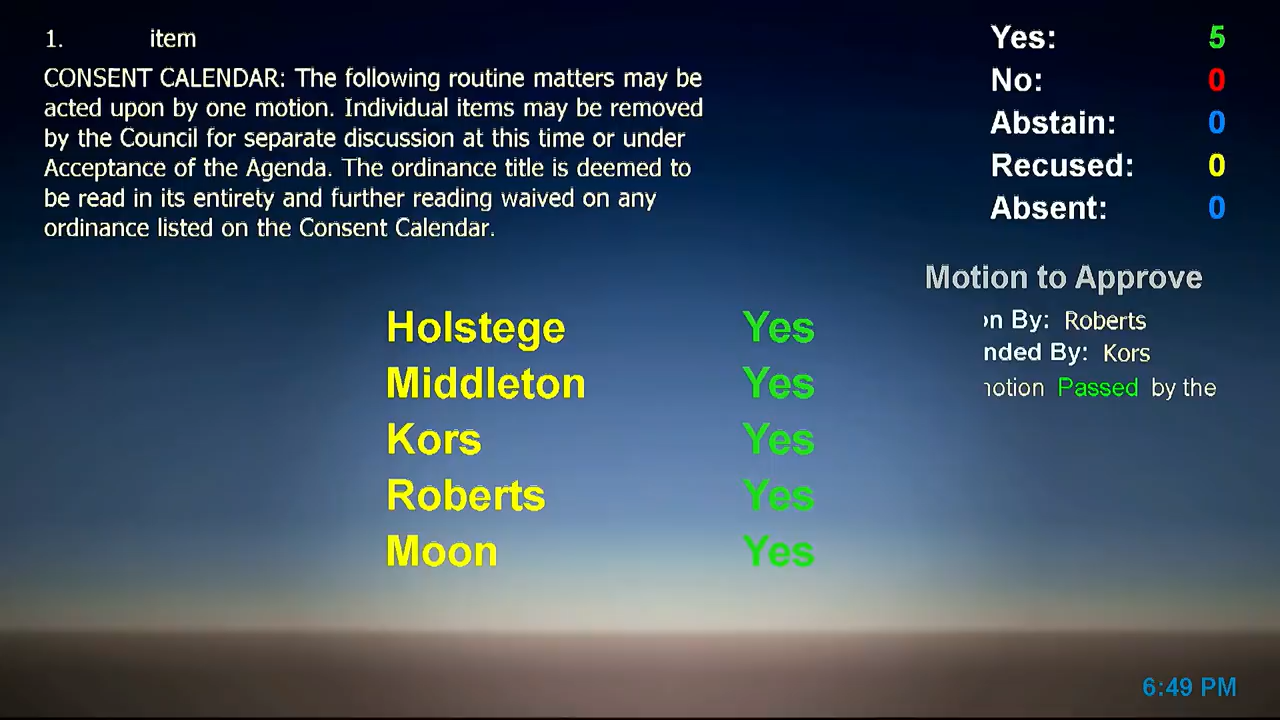 1. item
CONSENT CALENDAR: The following routine matters may be
acted upon by one motion. Individual items may be removed
by the Council for separate discussion at this time or under
Acceptance of the Agenda. The ordinance title is deemed to
be read in its entirety and further reading waived on any
ordinance listed on the Consent Calendar.
Holstege Yes
Middleton Yes
Kors Yes
Roberts Yes
Moon Yes
Yes: 5
No: 0
Abstain: 0
Recused: 0
Absent: 0
Motion to Approve
on By: Roberts
nded By: Kors
notion Passed by the
6:49 PM